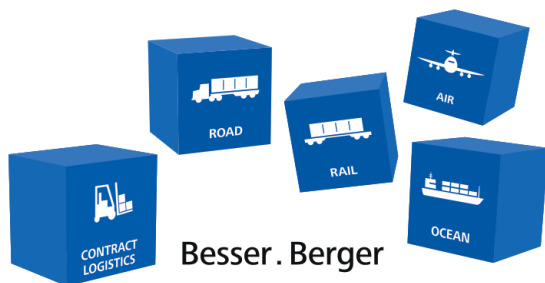 AIR
ROAD
RAIL
OCEAN
CONTRACT
LOGISTICS
Besser. Berger